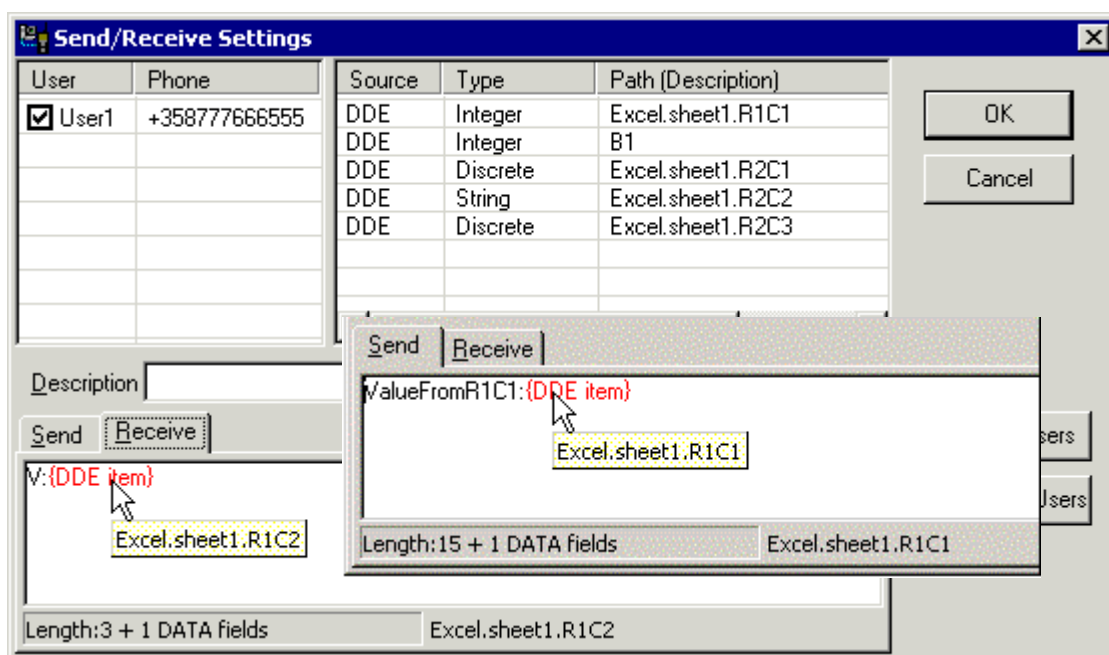 Send/Receive Settings
User Phone Source Type Path (Description)
User1 +358777666555
DDE Integer Excel.sheet1.R1C1
DDE Integer B1
DDE Discrete Excel.sheet1.R2C1
DDE String Excel.sheet1.R2C2
DDE Discrete Excel.sheet1.R2C3
OK
Cancel
Description
Send Receive
V:{DDE item}
Excel.sheet1.R1C2
Length:3 + 1 DATA fields Excel.sheet1.R1C2
Send Receive
ValueFromR1C1:{DDE item}
Excel.sheet1.R1C1
Length:15 + 1 DATA fields Excel.sheet1.R1C1
sers
Users